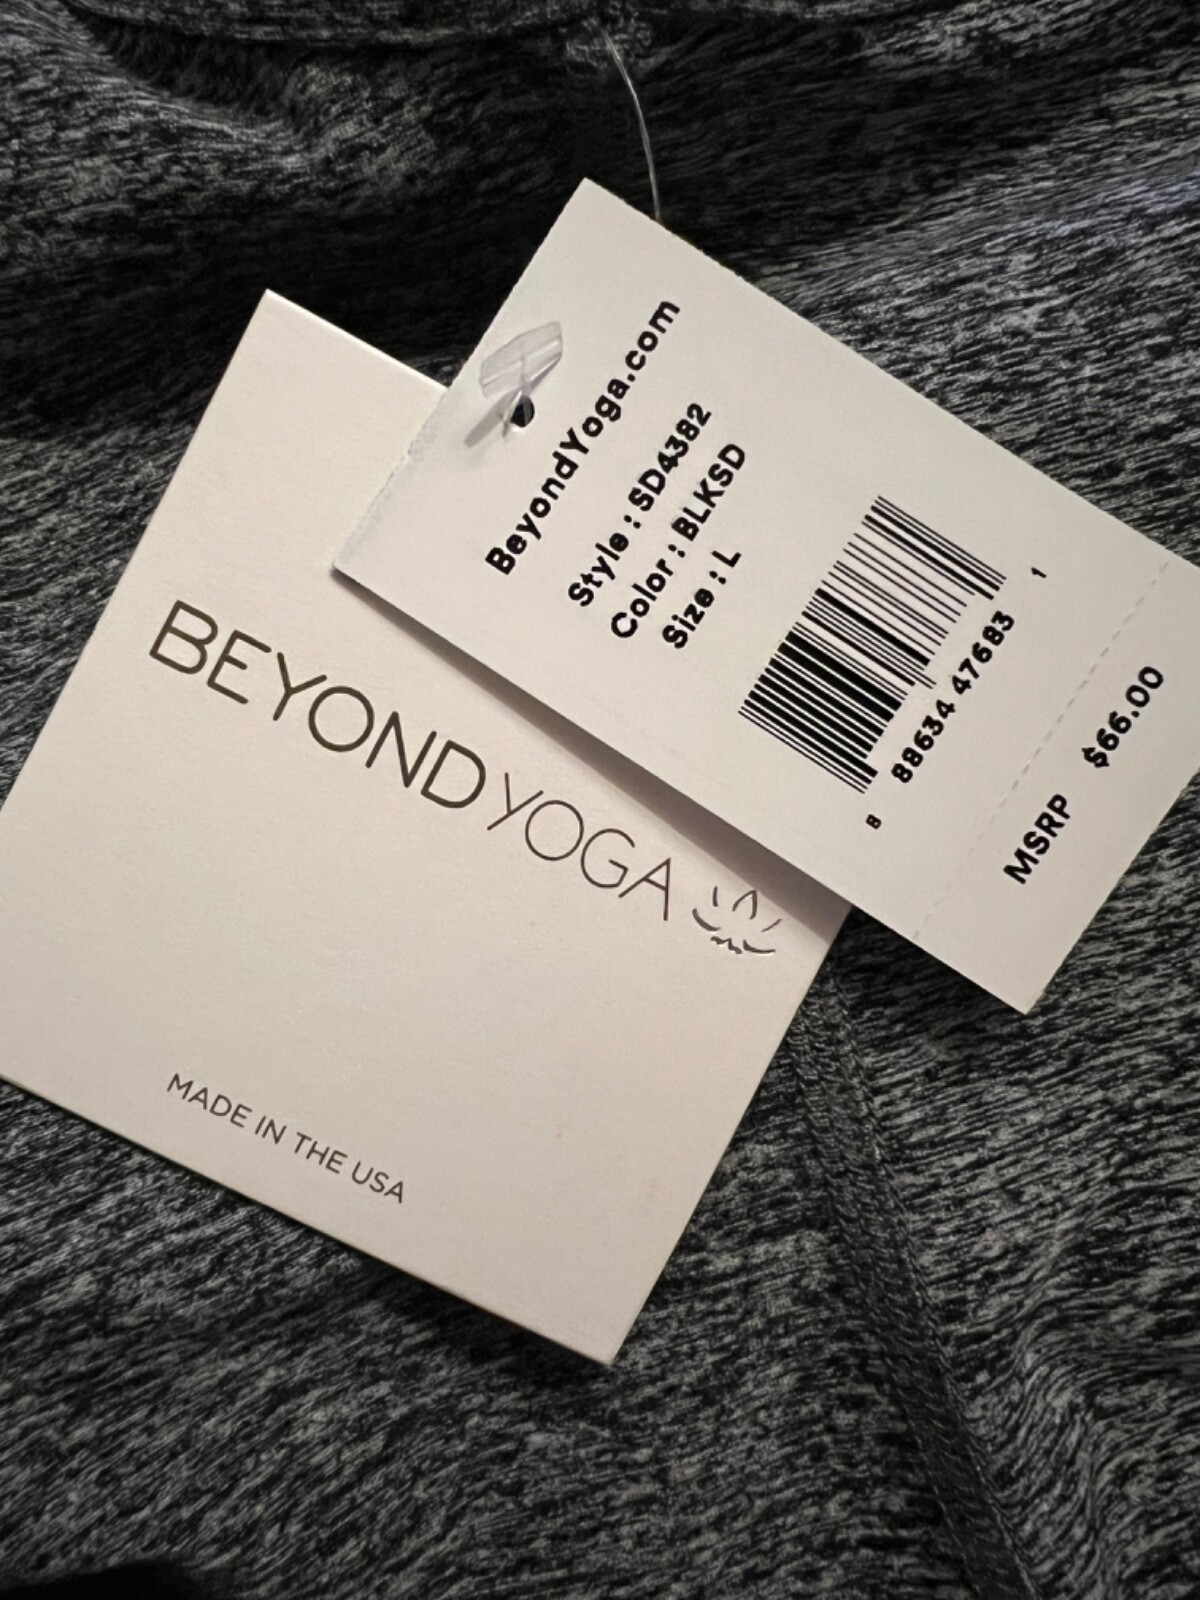 BeyondYoga.com
Style : SD4382
Color : BLKSD
Size : L
8 88634 47683 1
MSRP $66.00
BEYOND YOGA
MADE IN THE USA